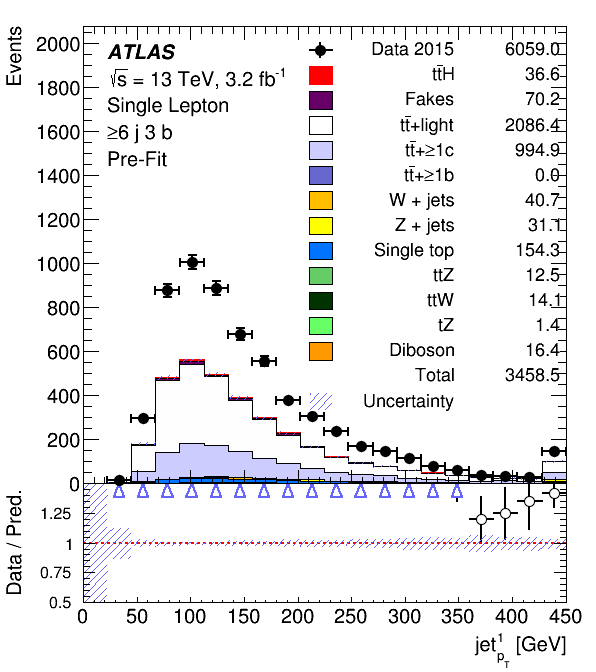 Events
2000
1800
1600
1400
1200
1000
800
600
400
200
0
ATLAS
√s = 13 TeV, 3.2 fb-1
Single Lepton
≥6 j 3 b
Pre-Fit
Data 2015 6059.0
tt̄H 36.6
Fakes 70.2
tt̄+light 2086.4
tt̄+≥1c 994.9
tt̄+≥1b 0.0
W + jets 40.7
Z + jets 31.1
Single top 154.3
ttZ 12.5
ttW 14.1
tZ 1.4
Diboson 16.4
Total 3458.5
Uncertainty
Data / Pred.
1.25
1
0.75
0.5
0 50 100 150 200 250 300 350 400 450
jet1pT [GeV]